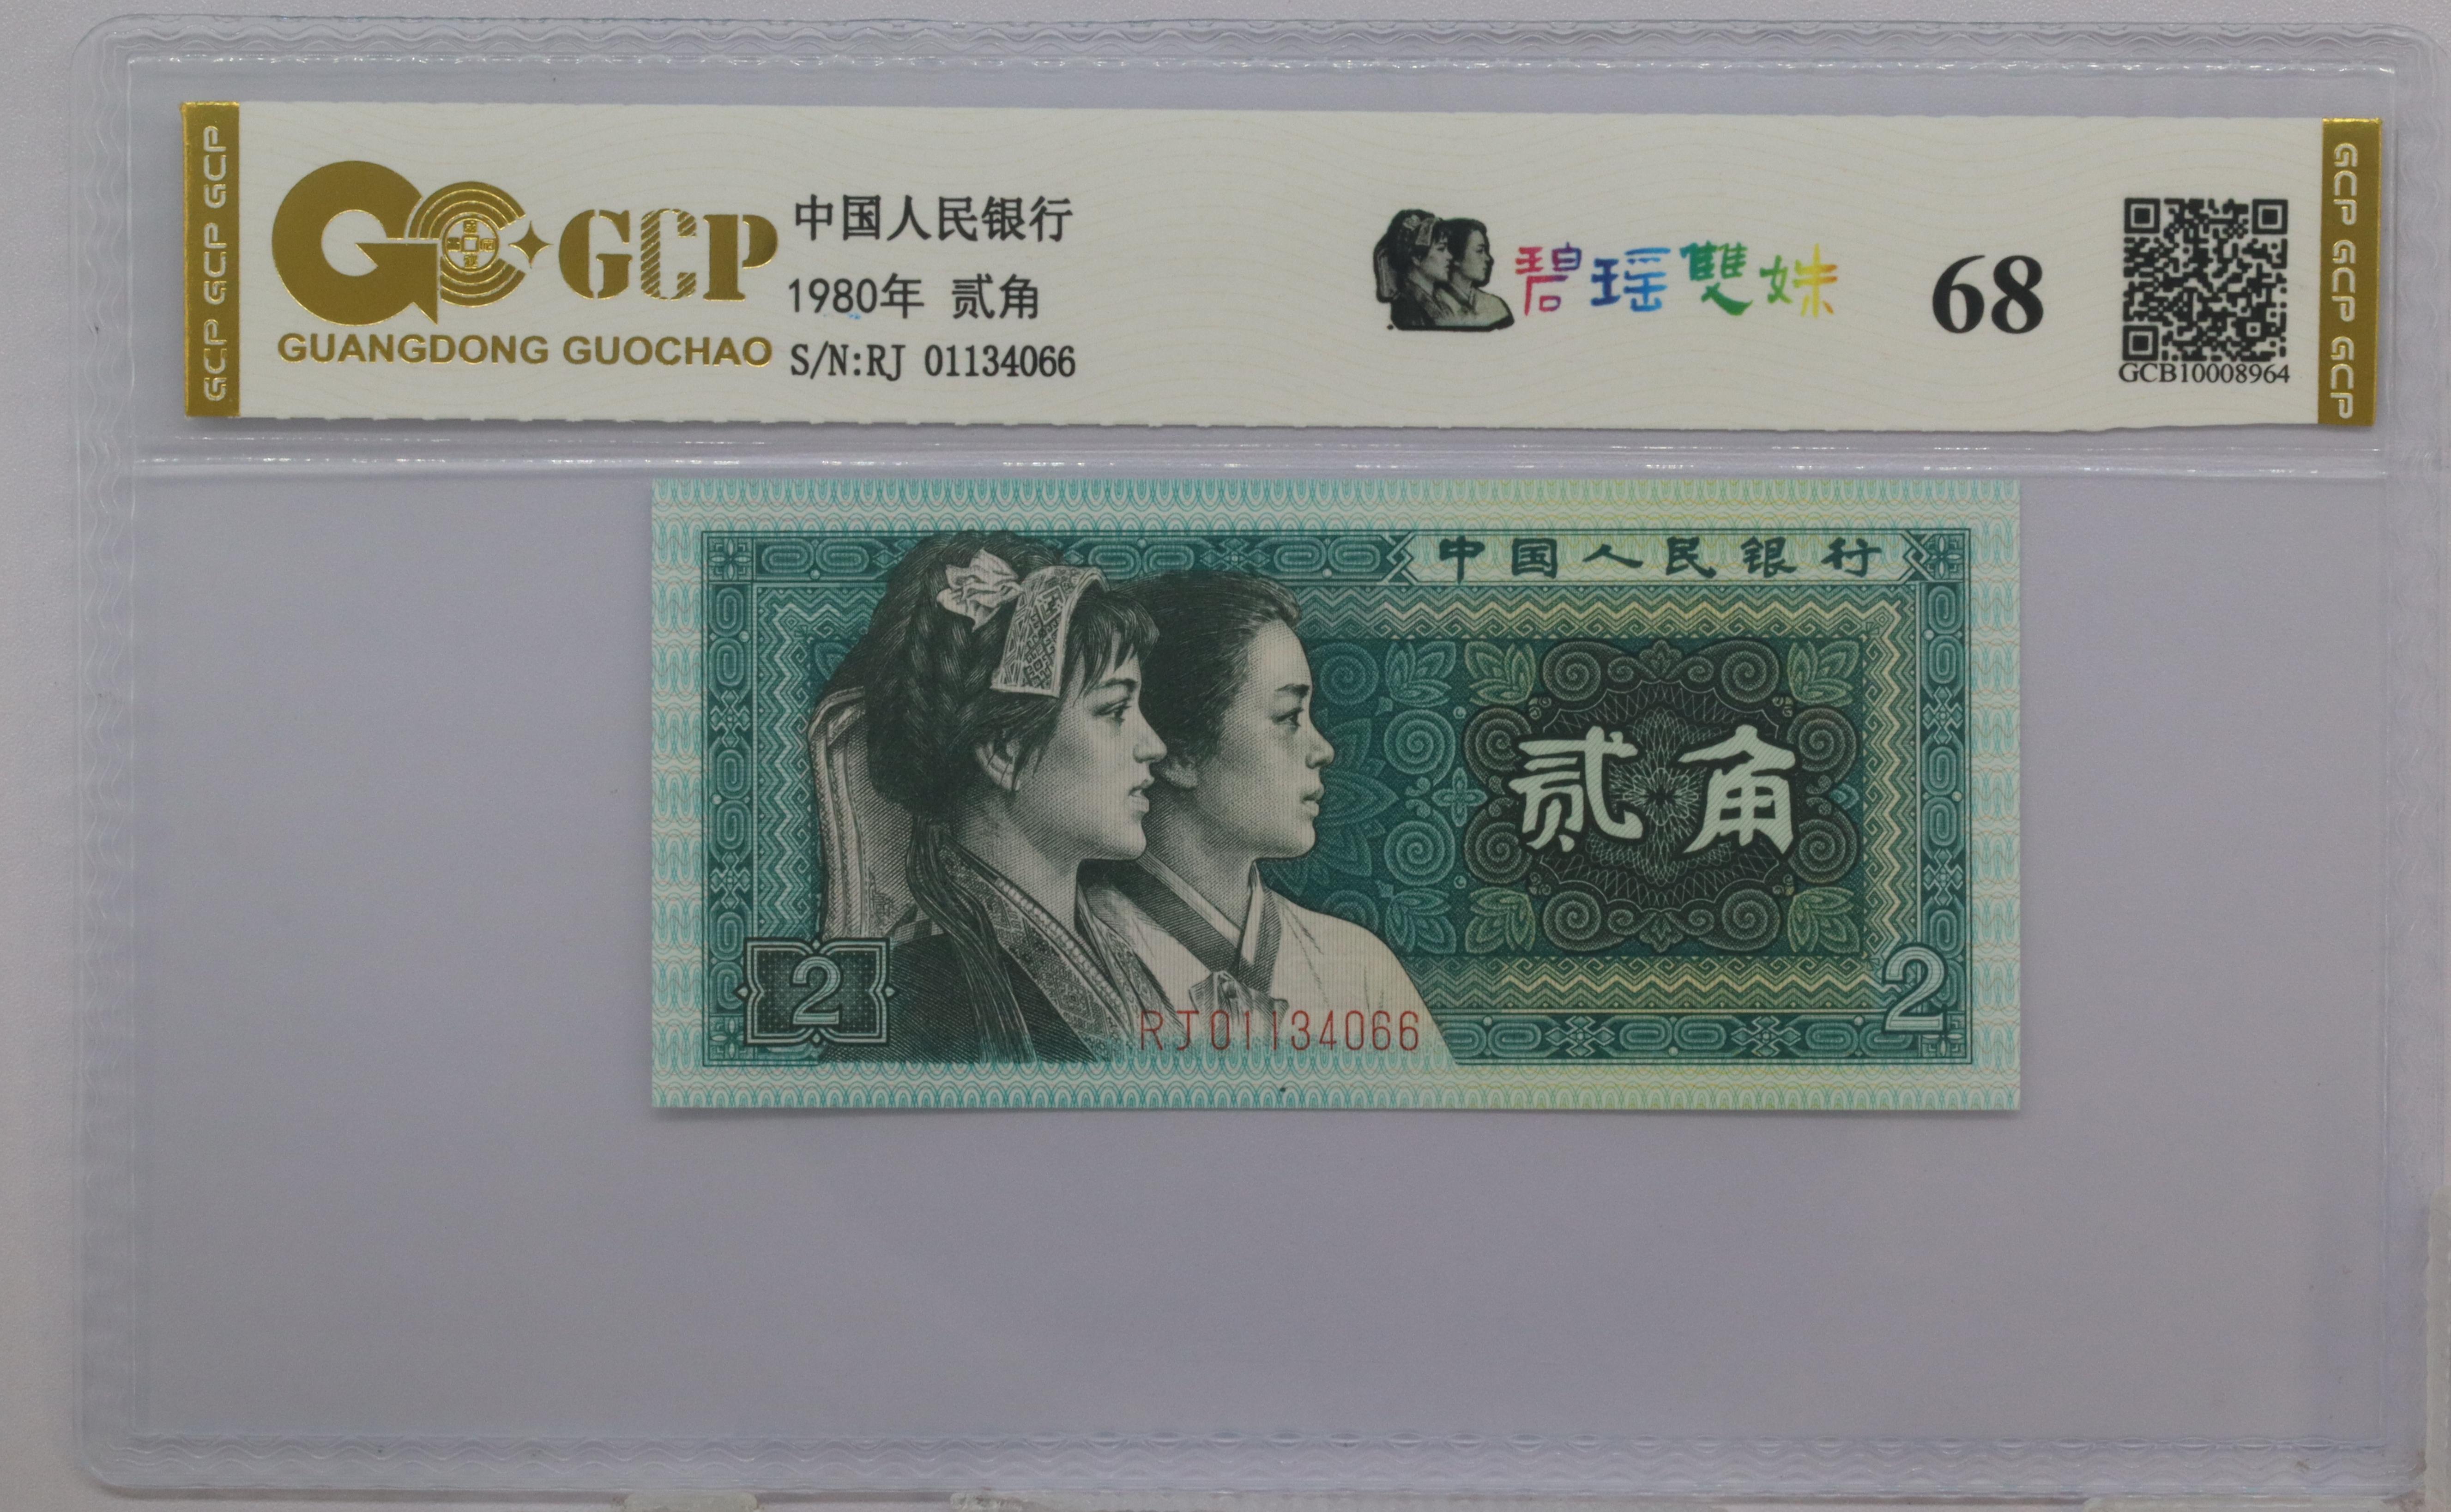 GCP GCP GCP
GCP
GUANGDONG GUOCHAO
中国人民银行
1980年 贰角
S/N:RJ 01134066
碧瑶雙姝
68
GCB10008964
GCP GCP GCP
中国人民银行
贰角
2
RJ01134066
2